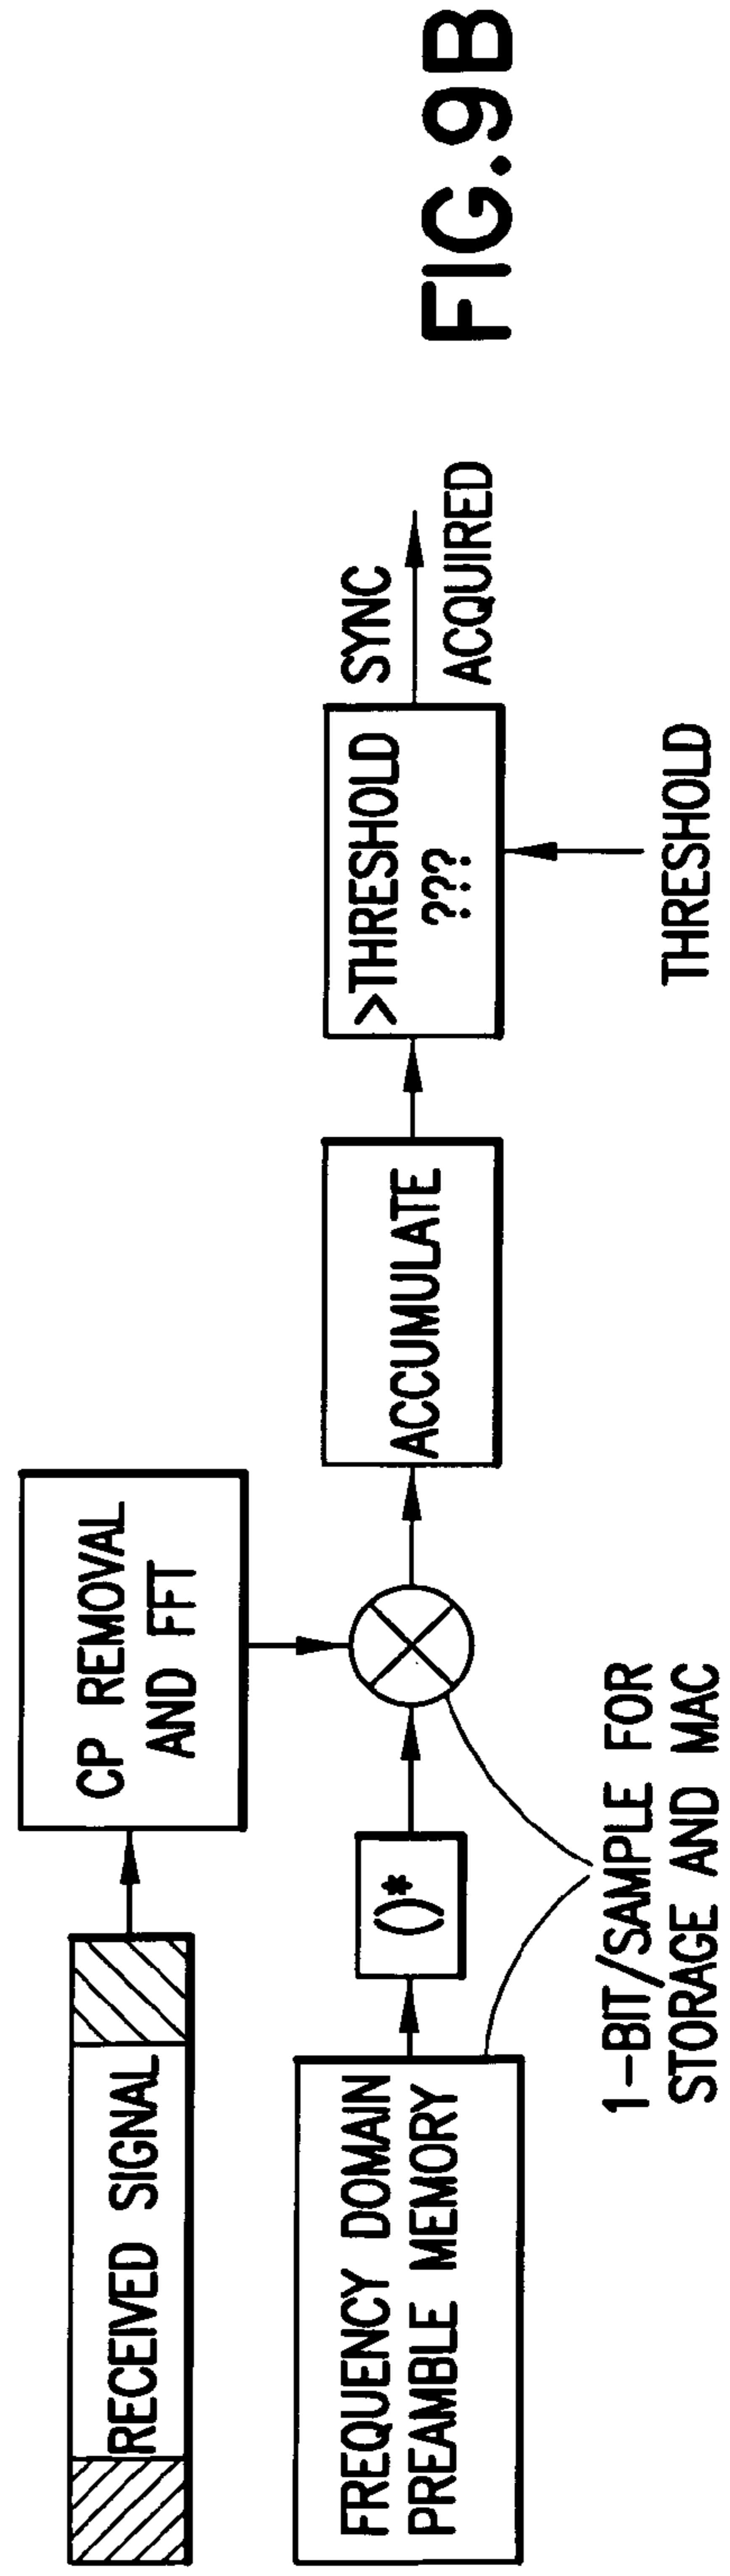 RECEIVED SIGNAL
CP REMOVAL
AND FFT
FREQUENCY DOMAIN
PREAMBLE MEMORY
()*
1-BIT/SAMPLE FOR
STORAGE AND MAC
ACCUMULATE
>THRESHOLD
???
THRESHOLD
SYNC
ACQUIRED
FIG.9B